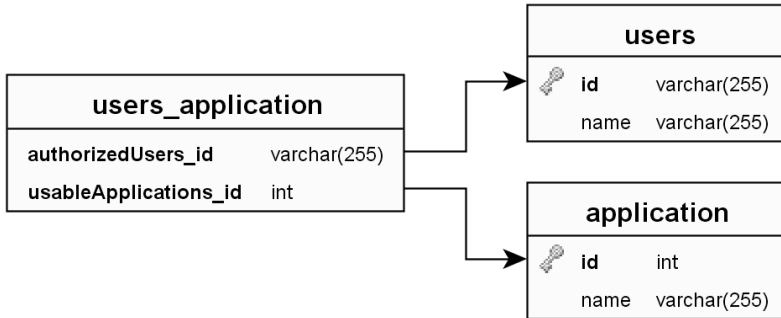 users_application
authorizedUsers_id varchar(255)
usableApplications_id int
users
id varchar(255)
name varchar(255)
application
id int
name varchar(255)